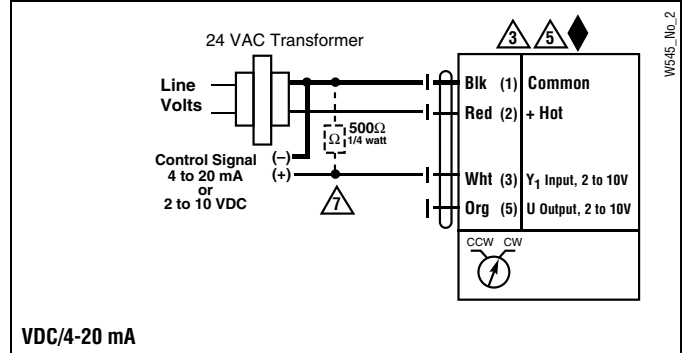 W545_No_2
3 5
24 VAC Transformer
Line
Volts
Blk (1) Common
Red (2) + Hot
Ω
500Ω
1/4 watt
Control Signal (–)
4 to 20 mA (+)
or
2 to 10 VDC
7
Wht (3) Y1 Input, 2 to 10V
Org (5) U Output, 2 to 10V
CCW CW
VDC/4-20 mA